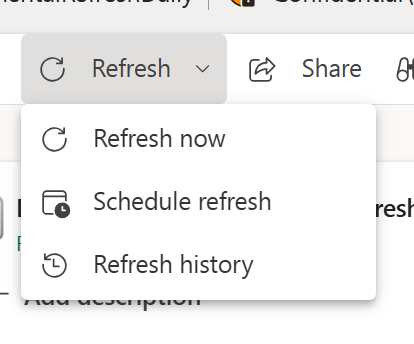 Refresh
Share
Refresh now
Schedule refresh
Refresh history
Add description